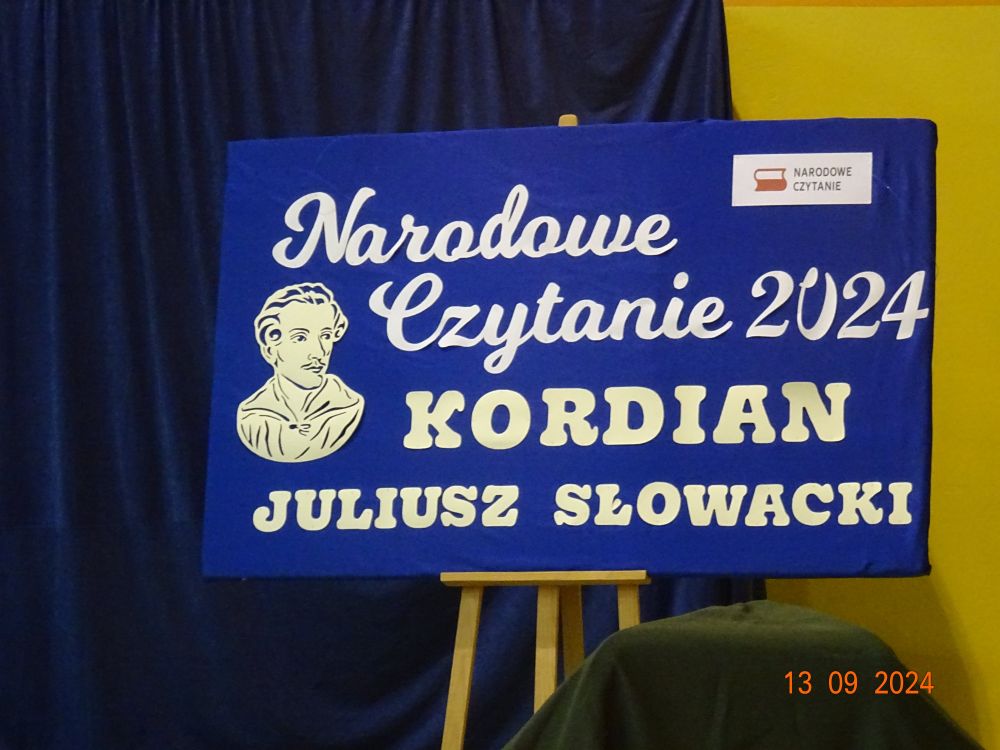 NARODOWE
CZYTANIE
Narodowe
Czytanie 2024
KORDIAN
JULIUSZ SŁOWACKI
13 09 2024